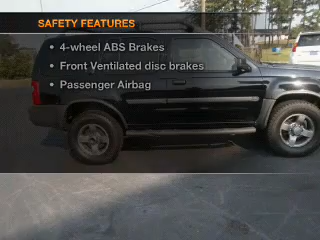 SAFETY FEATURES
• 4-wheel ABS Brakes
• Front Ventilated disc brakes
• Passenger Airbag